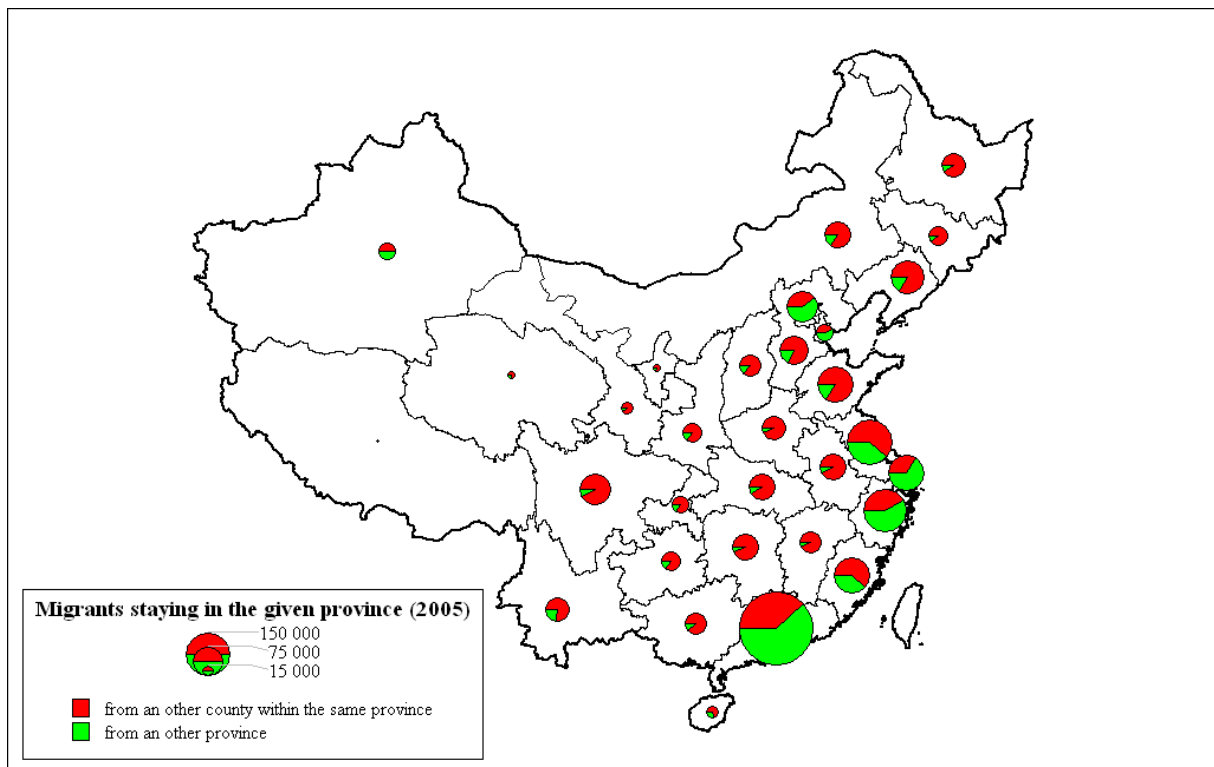 Migrants staying in the given province (2005)
150 000
75 000
15 000
from an other county within the same province
from an other province